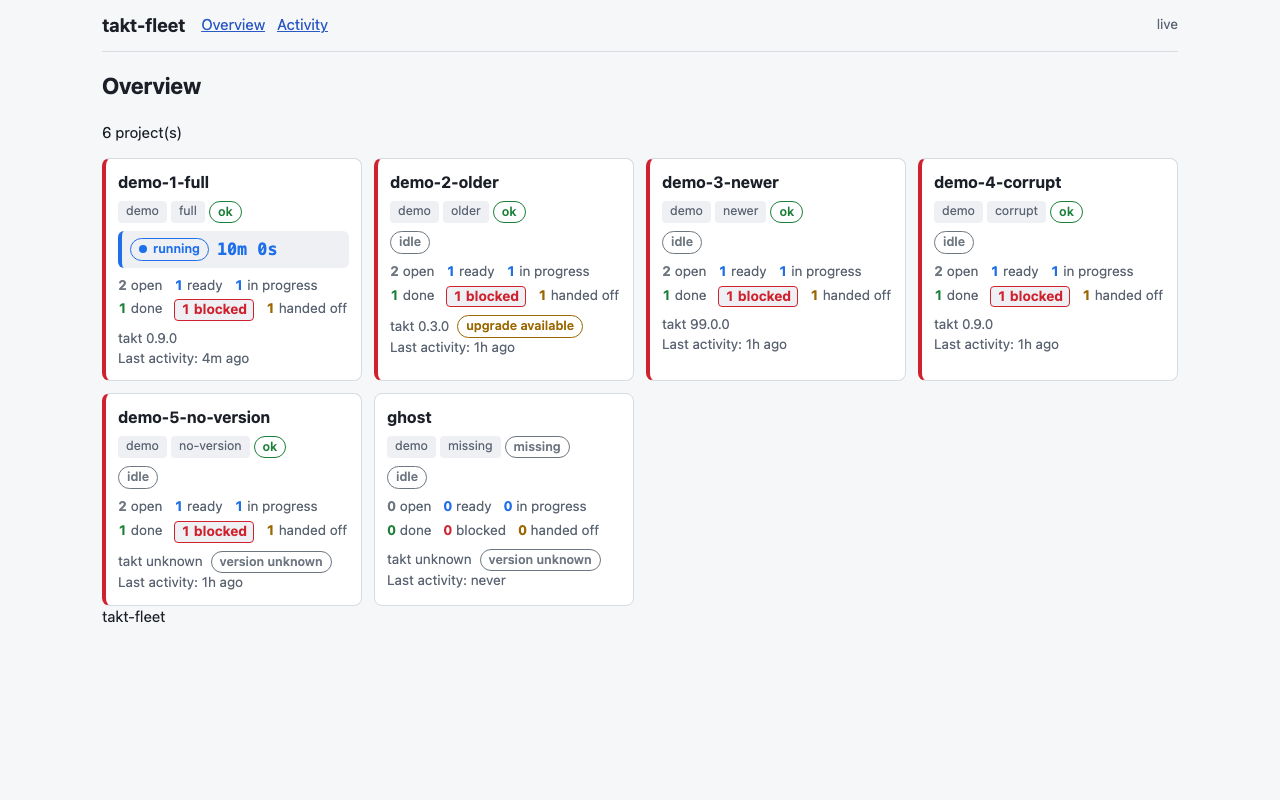 takt-fleet Overview Activity live
Overview
6 project(s)
demo-1-full
demo full ok
running 10m 0s
2 open 1 ready 1 in progress
1 done 1 blocked 1 handed off
takt 0.9.0
Last activity: 4m ago
demo-2-older
demo older ok
idle
2 open 1 ready 1 in progress
1 done 1 blocked 1 handed off
takt 0.3.0 upgrade available
Last activity: 1h ago
demo-3-newer
demo newer ok
idle
2 open 1 ready 1 in progress
1 done 1 blocked 1 handed off
takt 99.0.0
Last activity: 1h ago
demo-4-corrupt
demo corrupt ok
idle
2 open 1 ready 1 in progress
1 done 1 blocked 1 handed off
takt 0.9.0
Last activity: 1h ago
demo-5-no-version
demo no-version ok
idle
2 open 1 ready 1 in progress
1 done 1 blocked 1 handed off
takt unknown version unknown
Last activity: 1h ago
ghost
demo missing missing
idle
0 open 0 ready 0 in progress
0 done 0 blocked 0 handed off
takt unknown version unknown
Last activity: never
takt-fleet